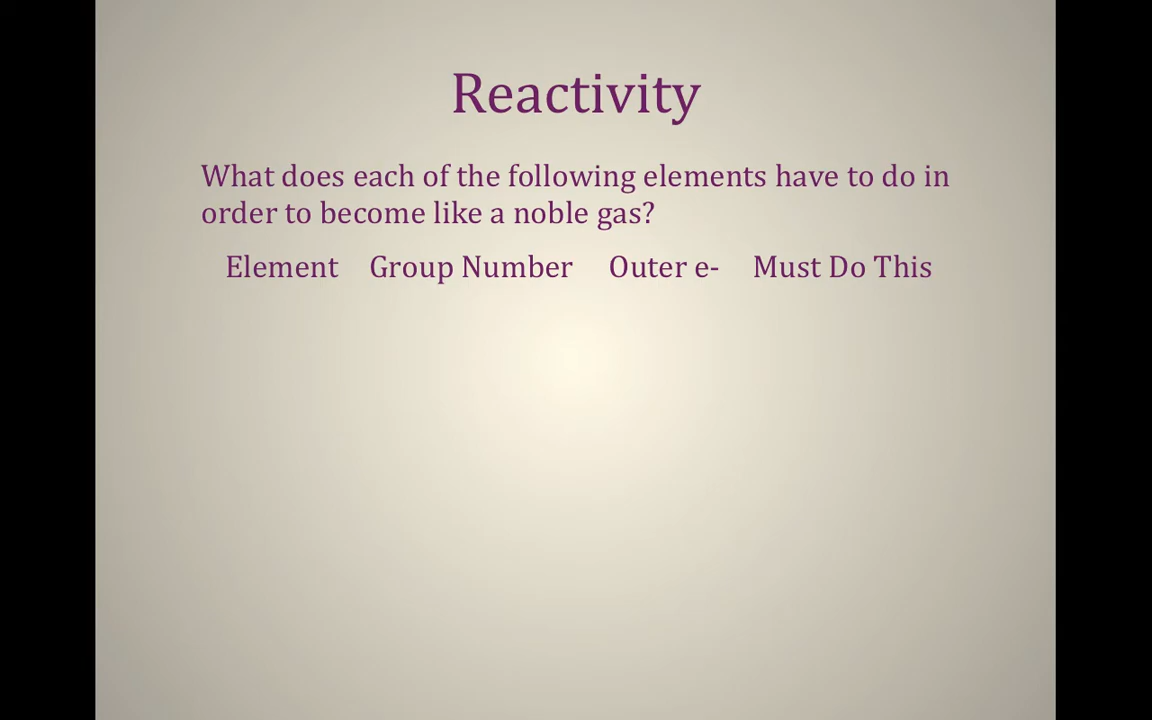 Reactivity
What does each of the following elements have to do in
order to become like a noble gas?
Element Group Number Outer e- Must Do This